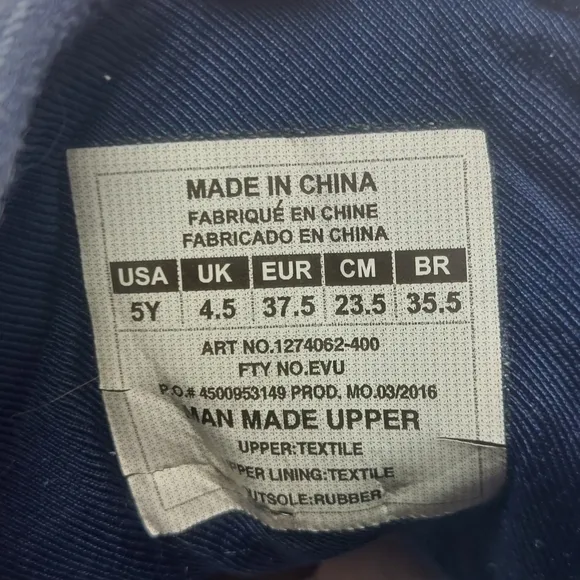 MADE IN CHINA
FABRIQUÉ EN CHINE
FABRICADO EN CHINA
USA UK EUR CM BR
5Y 4.5 37.5 23.5 35.5
ART NO.1274062-400
FTY NO.EVU
P.O.# 4500953149 PROD. MO.03/2016
MAN MADE UPPER
UPPER:TEXTILE
PPER LINING:TEXTILE
UTSOLE:RUBBER